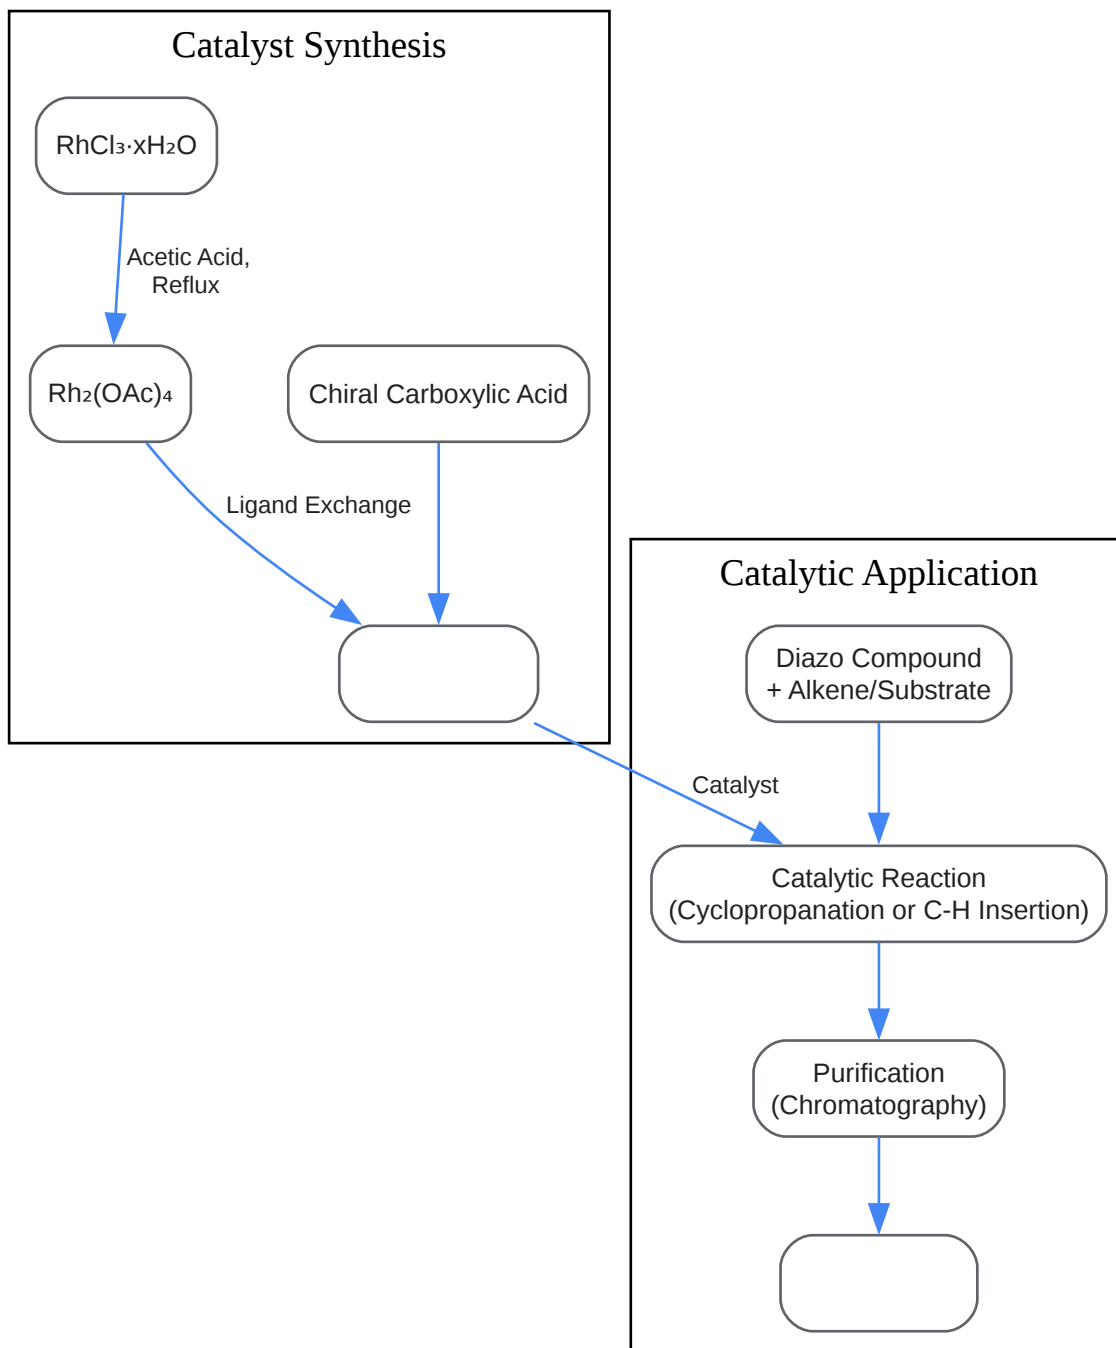 Catalyst Synthesis
RhCl₃·xH₂O
Acetic Acid,
Reflux
Rh₂(OAc)₄
Chiral Carboxylic Acid
Ligand Exchange
Catalytic Application
Diazo Compound
+ Alkene/Substrate
Catalyst
Catalytic Reaction
(Cyclopropanation or C-H Insertion)
Purification
(Chromatography)